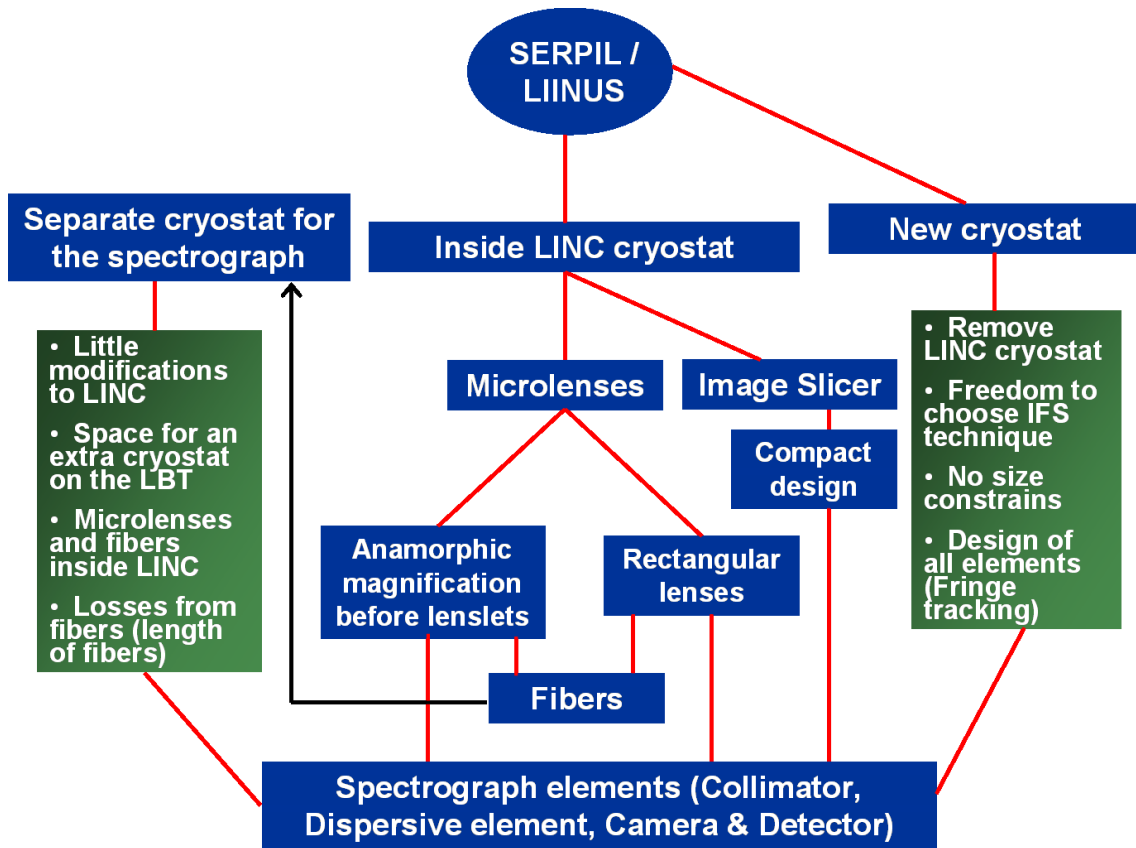 SERPIL /
LIINUS
Separate cryostat for
the spectrograph
Inside LINC cryostat
New cryostat
• Little
modifications
to LINC
• Space for an
extra cryostat
on the LBT
• Microlenses
and fibers
inside LINC
• Losses from
fibers (length
of fibers)
Microlenses
Image Slicer
Compact
design
• Remove
LINC cryostat
• Freedom to
choose IFS
technique
• No size
constrains
• Design of
all elements
(Fringe
tracking)
Anamorphic
magnification
before lenslets
Rectangular
lenses
Fibers
Spectrograph elements (Collimator,
Dispersive element, Camera & Detector)